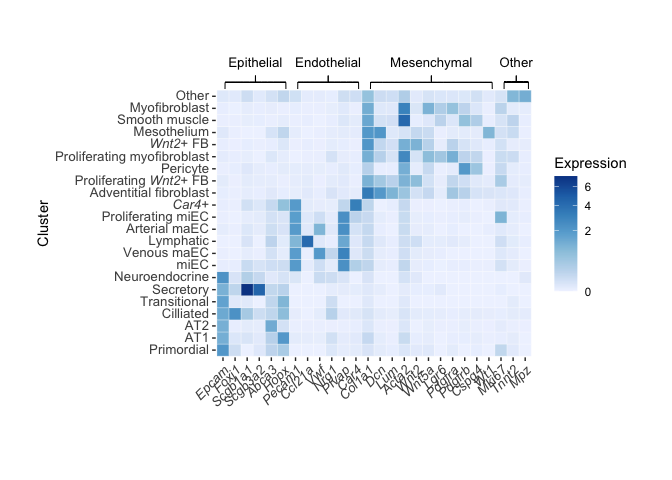 Epithelial Endothelial Mesenchymal Other
Other
Myofibroblast
Smooth muscle
Mesothelium
Wnt2+ FB
Proliferating myofibroblast
Pericyte
Proliferating Wnt2+ FB
Adventitial fibroblast
Car4+
Proliferating miEC
Arterial maEC
Lymphatic
Venous maEC
miEC
Neuroendocrine
Secretory
Transitional
Cilliated
AT2
AT1
Primordial
Cluster
Epcam Foxj1 Scgb1a1 Scgb3a2 Abca3 Hopx Pecam1 Ccl21a Vwf Nrg1 Plvap Car4 Col1a1 Dcn Lum Acta2 Wnt2 Wnt5a Lgr6 Pdgfra Pdgfrb Cspg4 Wt1 Mki67 Tnnt2 Mpz
Expression
6
4
2
0